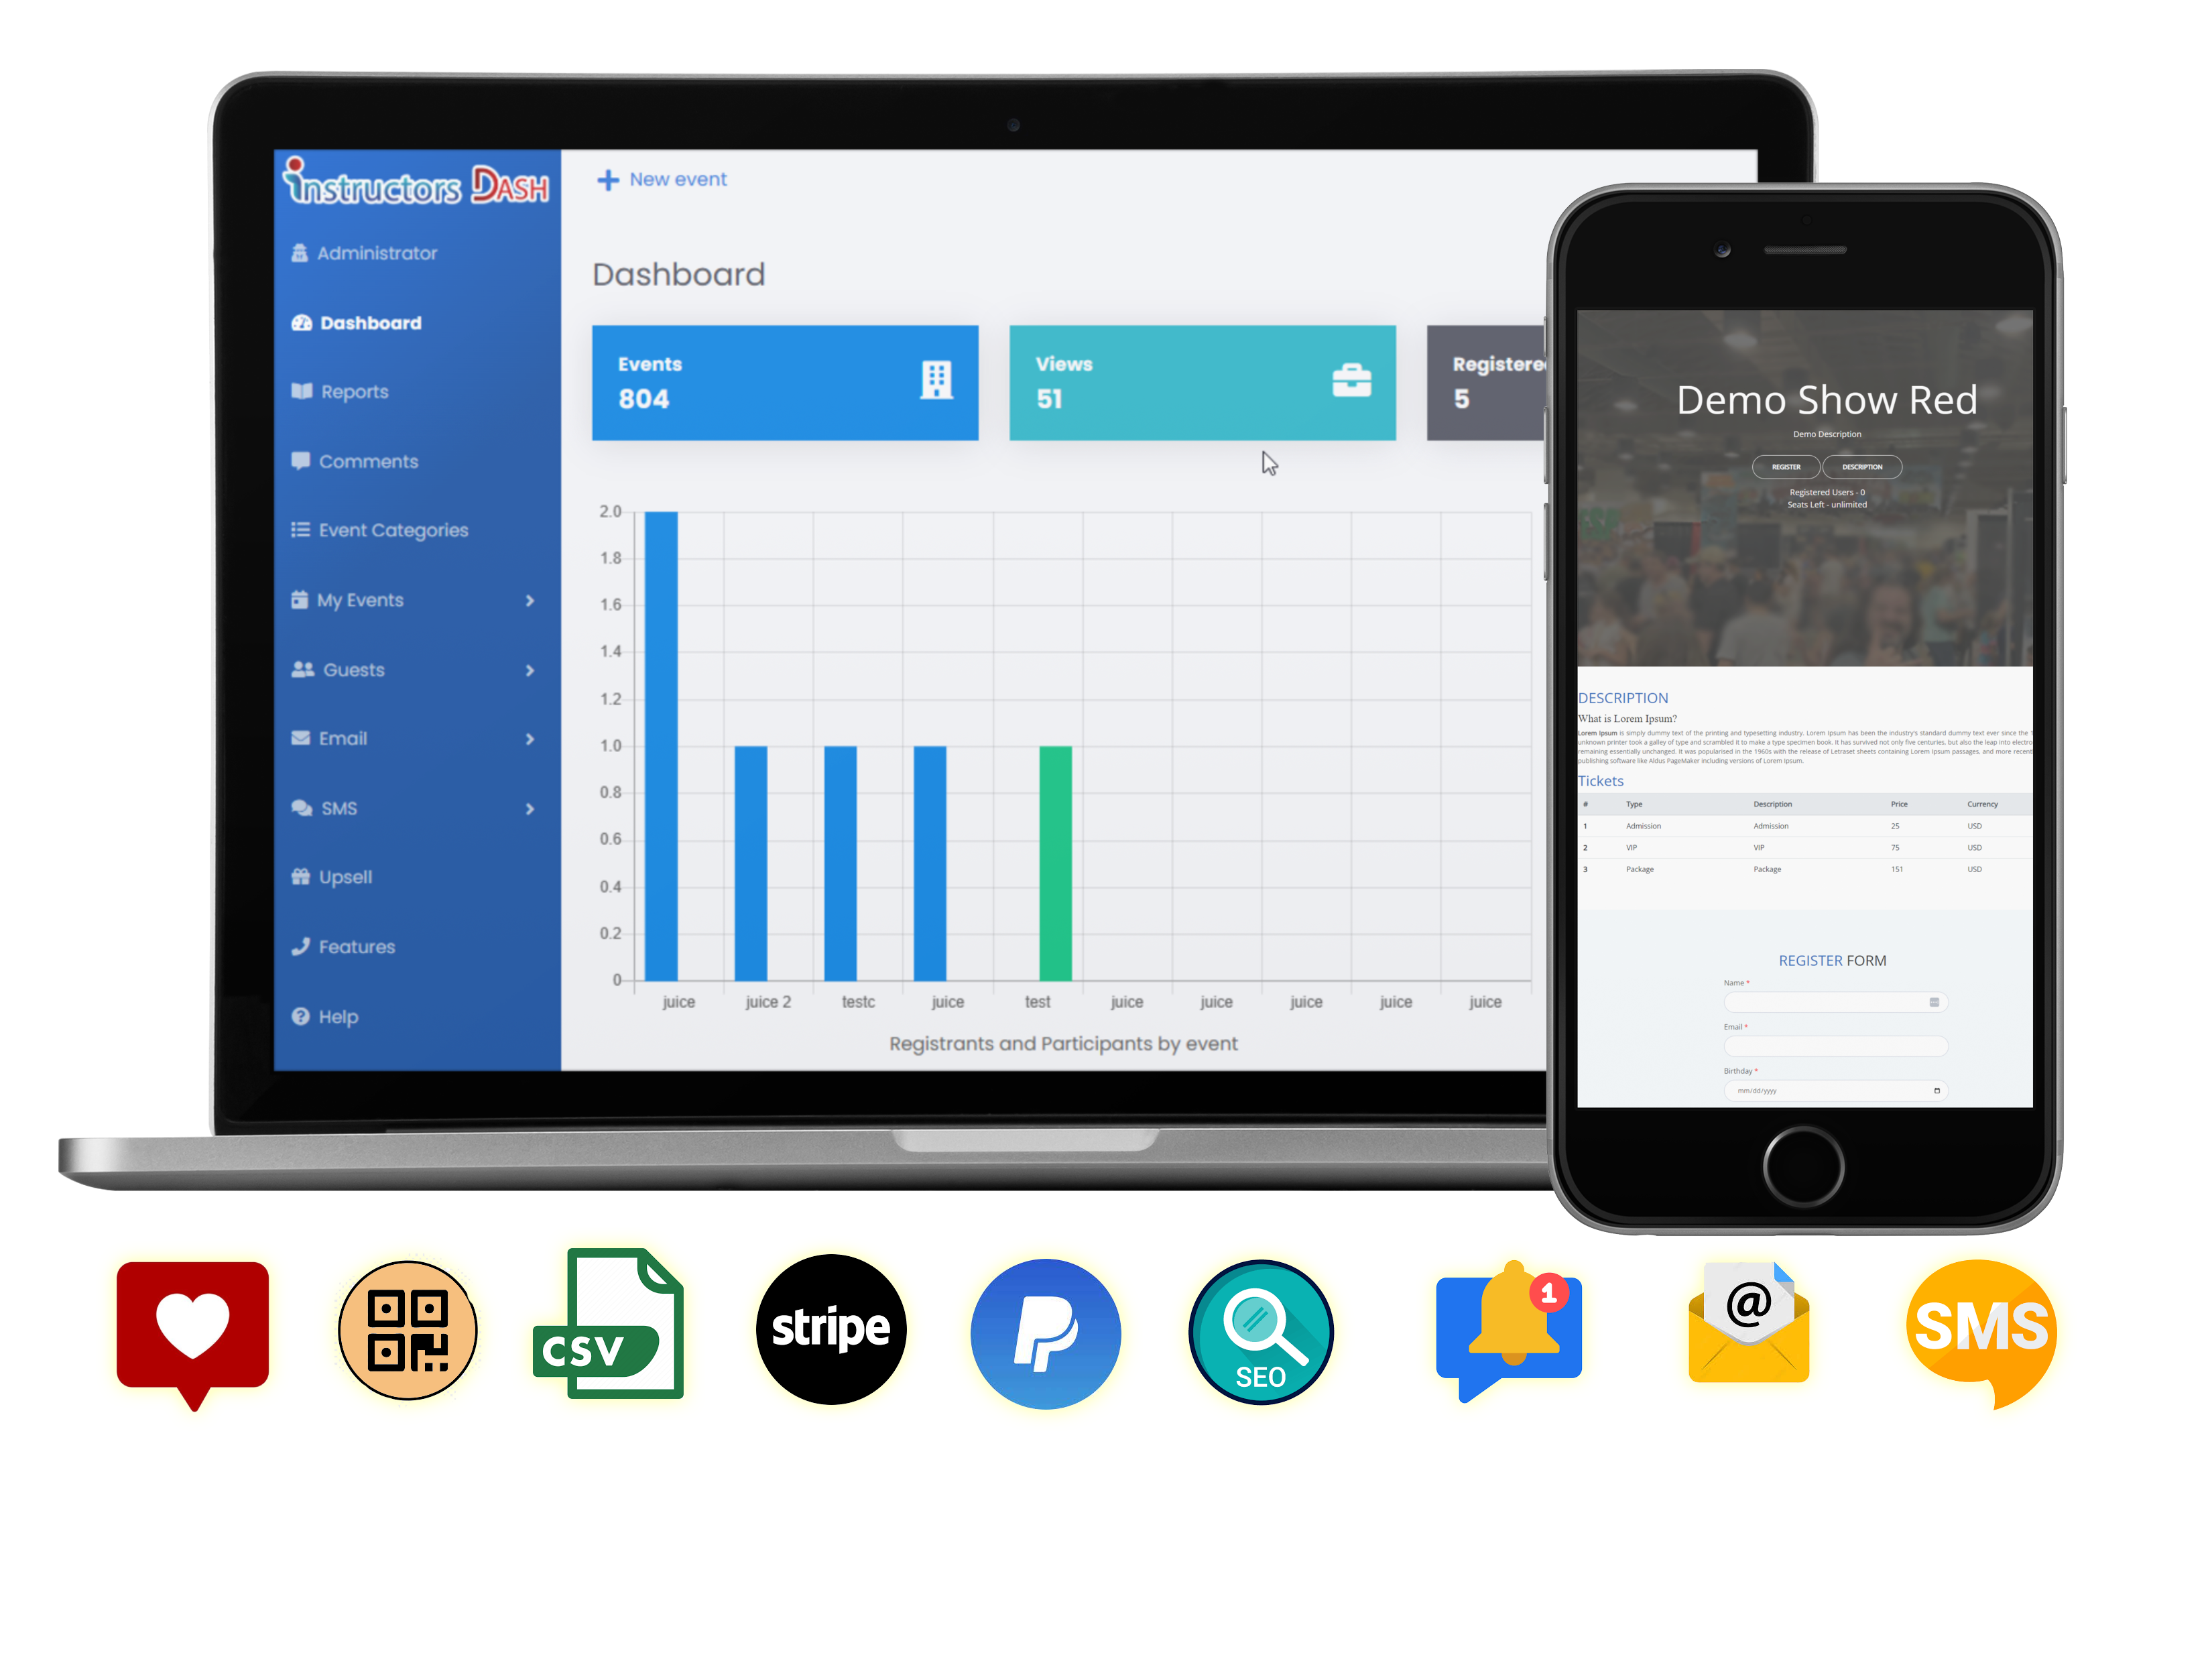 instructors DASH
Administrator
Dashboard
Reports
Comments
Event Categories
My Events
Guests
Email
SMS
Upsell
Features
Help
+ New event
Dashboard
Events
804
Views
51
Registere
5
2.0
1.8
1.6
1.4
1.2
1.0
0.8
0.6
0.4
0.2
0
juice juice 2 testc juice test juice juice juice juice juice
Registrants and Participants by event
Demo Show Red
Demo Description
REGISTER DESCRIPTION
Registered Users - 0
Seats Left - unlimited
DESCRIPTION
What is Lorem Ipsum?
Lorem Ipsum is simply dummy text of the printing and typesetting industry. Lorem Ipsum has been the industry's standard dummy text ever since the
unknown printer took a galley of type and scrambled it to make a type specimen book. It has survived not only five centuries, but also the leap into electro
remaining essentially unchanged. It was popularised in the 1960s with the release of Letraset sheets containing Lorem Ipsum passages, and more recent
publishing software like Aldus PageMaker including versions of Lorem Ipsum.
Tickets
# Type Description Price Currency
1 Admission Admission 25 USD
2 VIP VIP 75 USD
3 Package Package 151 USD
REGISTER FORM
Name *
Email *
Birthday *
mm/dd/yyyy
CSV
stripe
SEO
1
@
SMS